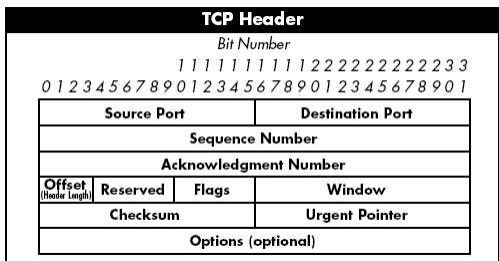 TCP Header
Bit Number
1 1 1 1 1 1 1 1 1 1 2 2 2 2 2 2 2 2 2 2 3 3
0 1 2 3 4 5 6 7 8 9 0 1 2 3 4 5 6 7 8 9 0 1 2 3 4 5 6 7 8 9 0 1
Source Port Destination Port
Sequence Number
Acknowledgment Number
Offset (Header Length) Reserved Flags Window
Checksum Urgent Pointer
Options (optional)